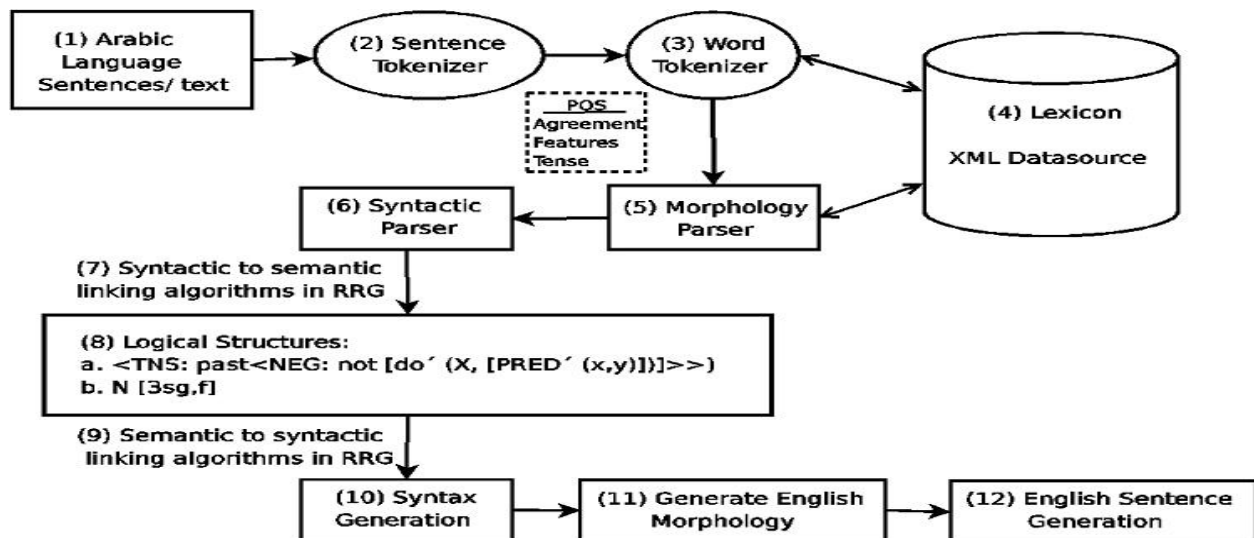 (1) Arabic
Language
Sentences/ text
(2) Sentence
Tokenizer
(3) Word
Tokenizer
(4) Lexicon
XML Datasource
POS
Agreement
Features
Tense
(5) Morphology
Parser
(6) Syntactic
Parser
(7) Syntactic to semantic
linking algorithms in RRG
(8) Logical Structures:
a. <TNS: past<NEG: not [do´ (X, [PRED´ (x,y)])]>>)
b. N [3sg,f]
(9) Semantic to syntactic
linking algorithms in RRG
(10) Syntax
Generation
(11) Generate English
Morphology
(12) English Sentence
Generation